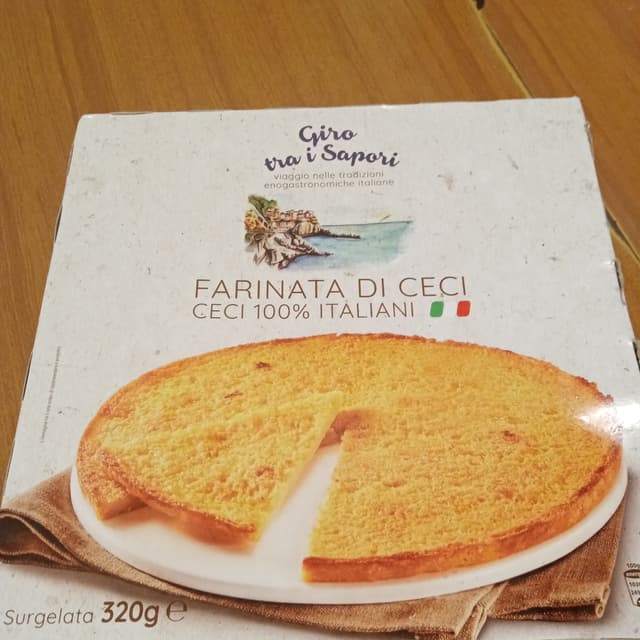 Giro
tra i Sapori
viaggio nelle tradizioni
enogastronomiche italiane
FARINATA DI CECI
CECI 100% ITALIANI
Surgelata 320g e